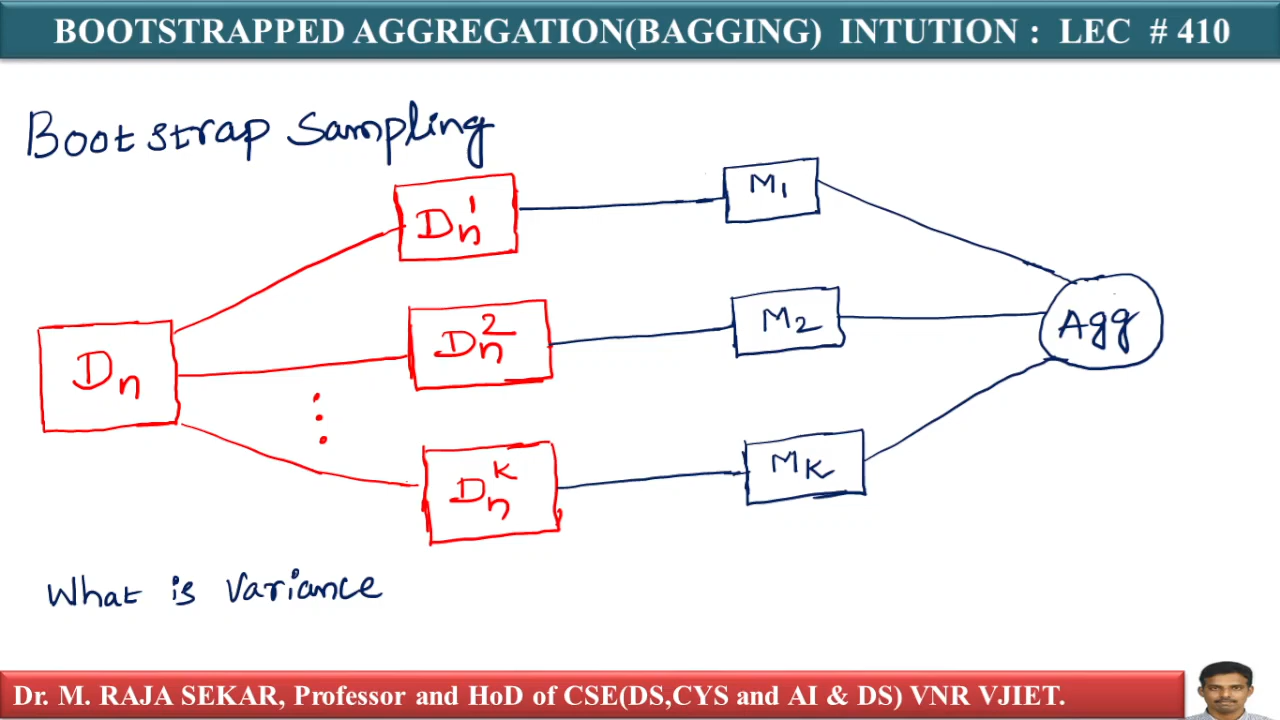 BOOTSTRAPPED AGGREGATION(BAGGING) INTUTION : LEC # 410
Bootstrap Sampling
Dn1
M1
Dn2
M2
Agg
Dn
DnK
MK
What is Variance
Dr. M. RAJA SEKAR, Professor and HoD of CSE(DS,CYS and AI & DS) VNR VJIET.